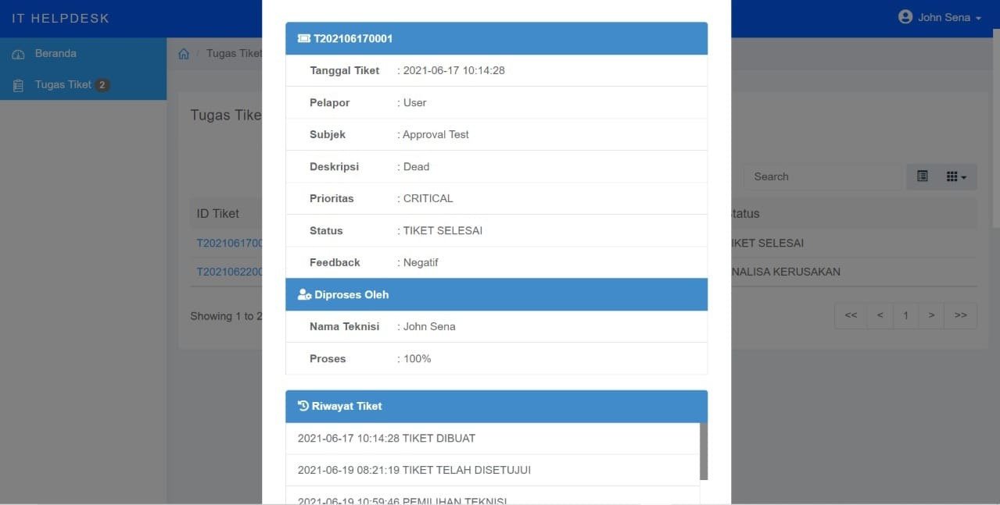 IT HELPDESK
John Sena
Beranda
Tugas Tiket 2
/ Tugas Tiket
Tugas Tike
Search
ID Tiket
tatus
T202106170
IKET SELESAI
T202106220
NALISA KERUSAKAN
Showing 1 to 2
<< < 1 > >>
T202106170001
Tanggal Tiket : 2021-06-17 10:14:28
Pelapor : User
Subjek : Approval Test
Deskripsi : Dead
Prioritas : CRITICAL
Status : TIKET SELESAI
Feedback : Negatif
Diproses Oleh
Nama Teknisi : John Sena
Proses : 100%
Riwayat Tiket
2021-06-17 10:14:28 TIKET DIBUAT
2021-06-19 08:21:19 TIKET TELAH DISETUJUI
2021-06-19 10:59:46 PEMILIHAN TEKNISI